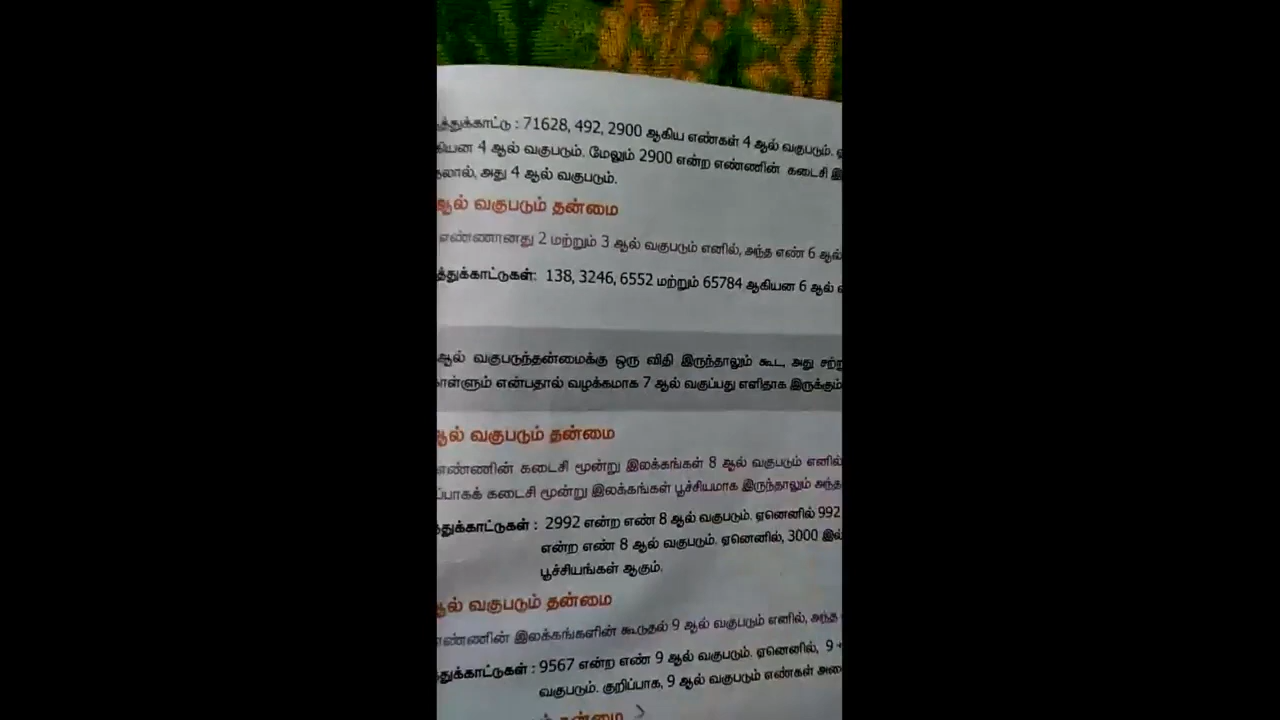 த்துக்காட்டு : 71628, 492, 2900 ஆகிய எண்கள் 4 ஆல் வகுபடும்.
கியன 4 ஆல் வகுபடும். மேலும் 2900 என்ற எண்ணின் கடைசி இ
தலால், அது 4 ஆல் வகுபடும்.
ஆல் வகுபடும் தன்மை
எண்ணானது 2 மற்றும் 3 ஆல் வகுபடும் எனில், அந்த எண் 6 ஆல்
த்துக்காட்டுகள்: 138, 3246, 6552 மற்றும் 65784 ஆகியன 6 ஆல்
ஆல் வகுபடுந்தன்மைக்கு ஒரு விதி இருந்தாலும் கூட, அது சற்று
ாள்ளும் என்பதால் வழக்கமாக 7 ஆல் வகுப்பது எளிதாக இருக்கும்
ஆல் வகுபடும் தன்மை
எண்ணின் கடைசி மூன்று இலக்கங்கள் 8 ஆல் வகுபடும் எனில்
ப்பாகக் கடைசி மூன்று இலக்கங்கள் பூச்சியமாக இருந்தாலும் அந்த
த்துக்காட்டுகள் : 2992 என்ற எண் 8 ஆல் வகுபடும். ஏனெனில் 992
என்ற எண் 8 ஆல் வகுபடும். ஏனெனில், 3000 இல்
பூச்சியங்கள் ஆகும்.
ஆல் வகுபடும் தன்மை
எண்ணின் இலக்கங்களின் கூடுதல் 9 ஆல் வகுபடும் எனில், அந்த
த்துக்காட்டுகள் : 9567 என்ற எண் 9 ஆல் வகுபடும். ஏனெனில், 9 +
வகுபடும். குறிப்பாக, 9 ஆல் வகுபடும் எண்கள் அனை
தன்மை